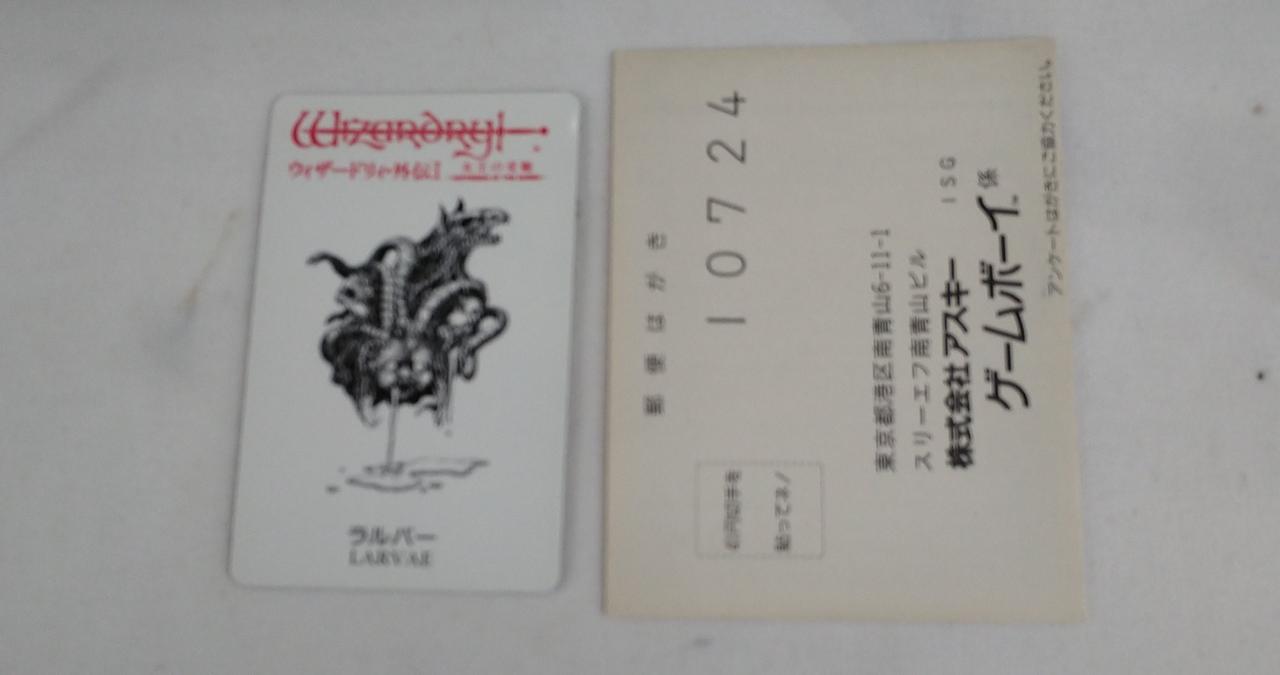 Wizardry
ウィザードリィ・外伝I
ラルバー
LARVAE
郵便はがき
10724
円切手を
貼ってネ!
東京都港区南青山6-11-1
スリーエフ南青山ビル
株式会社アスキー ISG
ゲームボーイ™係
アンケートはがきにご協力ください。